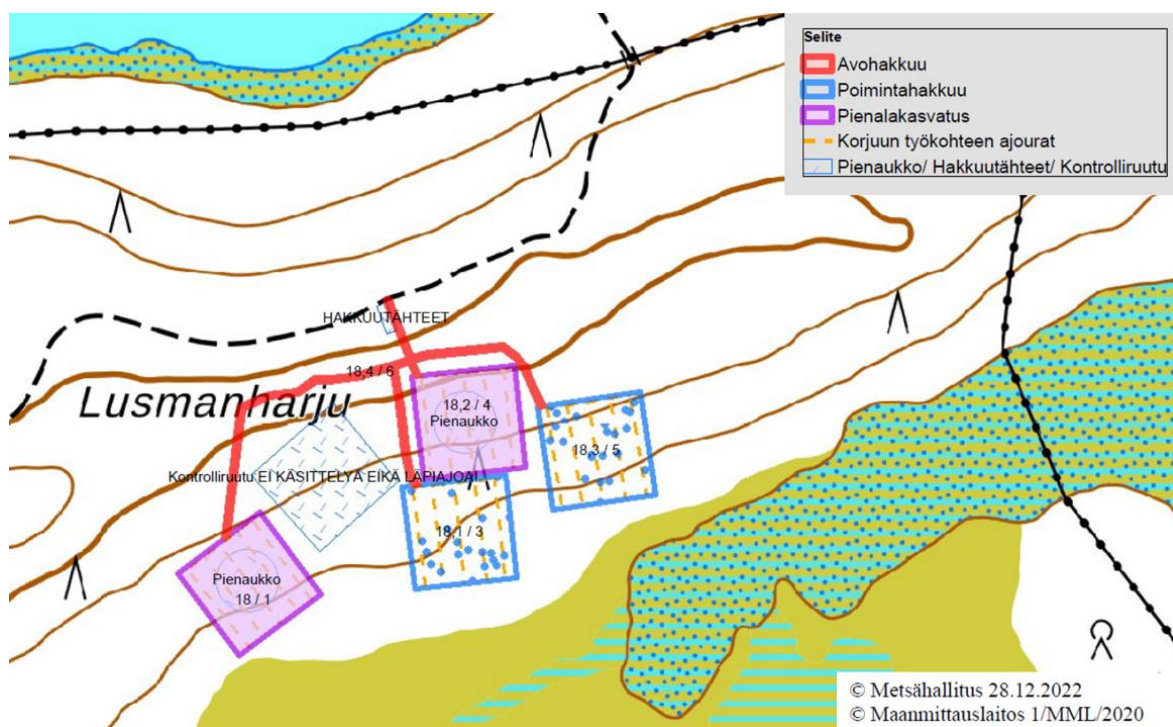 Selite
Avohakkuu
Poimintahakkuu
Pienalakasvatus
Korjuun työkohteen ajourat
Pienaukko/ Hakkuutähteet/ Kontrolliruutu
HAKKUUTÄHTEET
18,4 / 6
Lusmanharju
18,2 / 4
Pienaukko
18,3 / 5
Kontrolliruutu EI KÄSITTELYÄ EIKÄ LÄPIAJOA!
18,1 / 3
Pienaukko
18 / 1
© Metsähallitus 28.12.2022
© Maanmittauslaitos 1/MML/2020